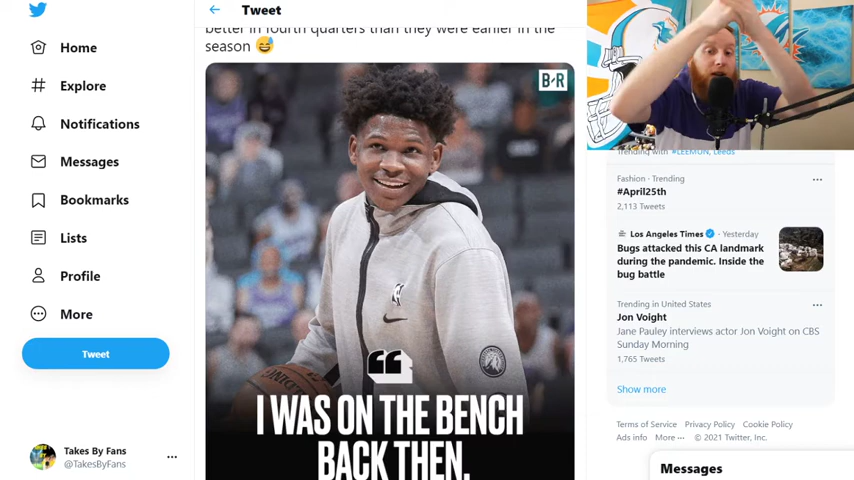 Tweet
better in fourth quarters than they were earlier in the
season 😅
Home
Explore
Notifications
Messages
Bookmarks
Lists
Profile
More
Tweet
Takes By Fans
@TakesByFans
B/R
I WAS ON THE BENCH
BACK THEN.
Trending with #LEEMUN, Leeds
Fashion · Trending
#April25th
2,113 Tweets
Los Angeles Times · Yesterday
Bugs attacked this CA landmark
during the pandemic. Inside the
bug battle
Trending in United States
Jon Voight
Jane Pauley interviews actor Jon Voight on CBS
Sunday Morning
1,765 Tweets
Show more
Terms of Service Privacy Policy Cookie Policy
Ads info More ··· © 2021 Twitter, Inc.
Messages